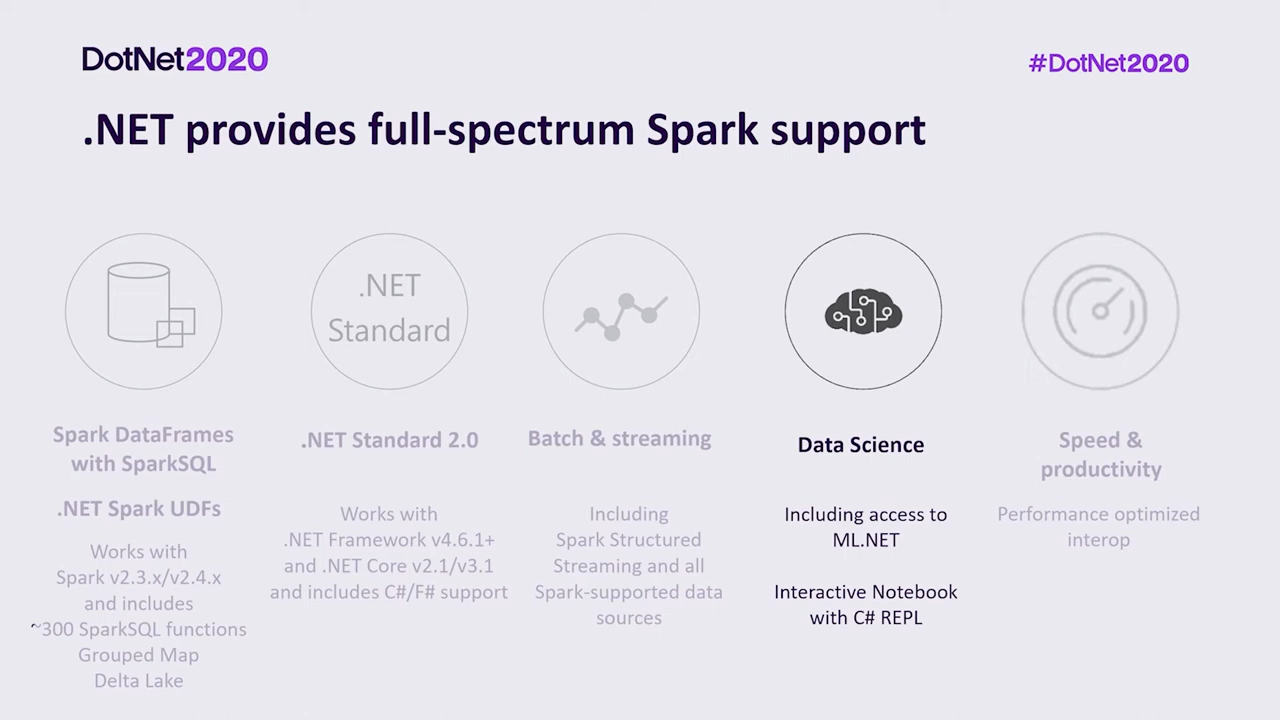 DotNet2020
#DotNet2020
.NET provides full-spectrum Spark support
Spark DataFrames
with SparkSQL
.NET Spark UDFs
Works with
Spark v2.3.x/v2.4.x
and includes
~300 SparkSQL functions
Grouped Map
Delta Lake
.NET
Standard
.NET Standard 2.0
Works with
.NET Framework v4.6.1+
and .NET Core v2.1/v3.1
and includes C#/F# support
Batch & streaming
Including
Spark Structured
Streaming and all
Spark-supported data
sources
Data Science
Including access to
ML.NET
Interactive Notebook
with C# REPL
Speed &
productivity
Performance optimized
interop